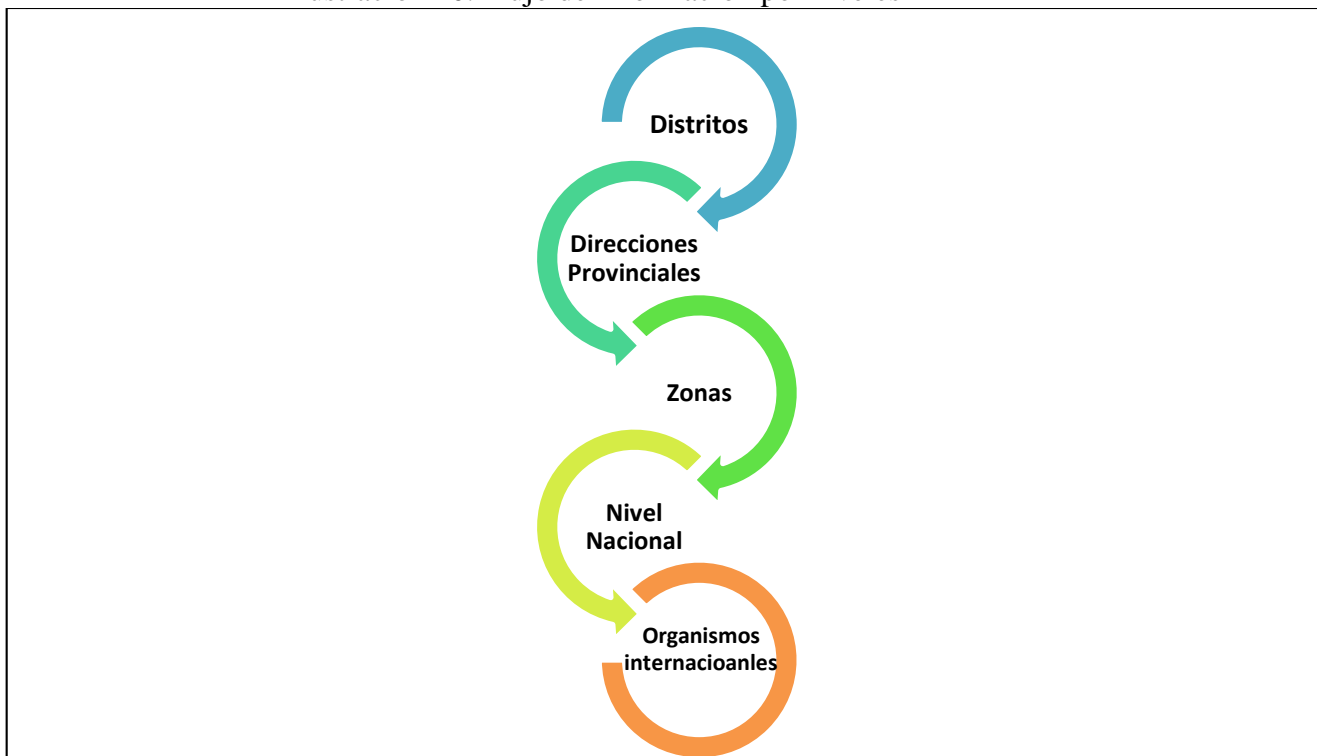 Distritos
Direcciones
Provinciales
Zonas
Nivel
Nacional
Organismos
internacioanles